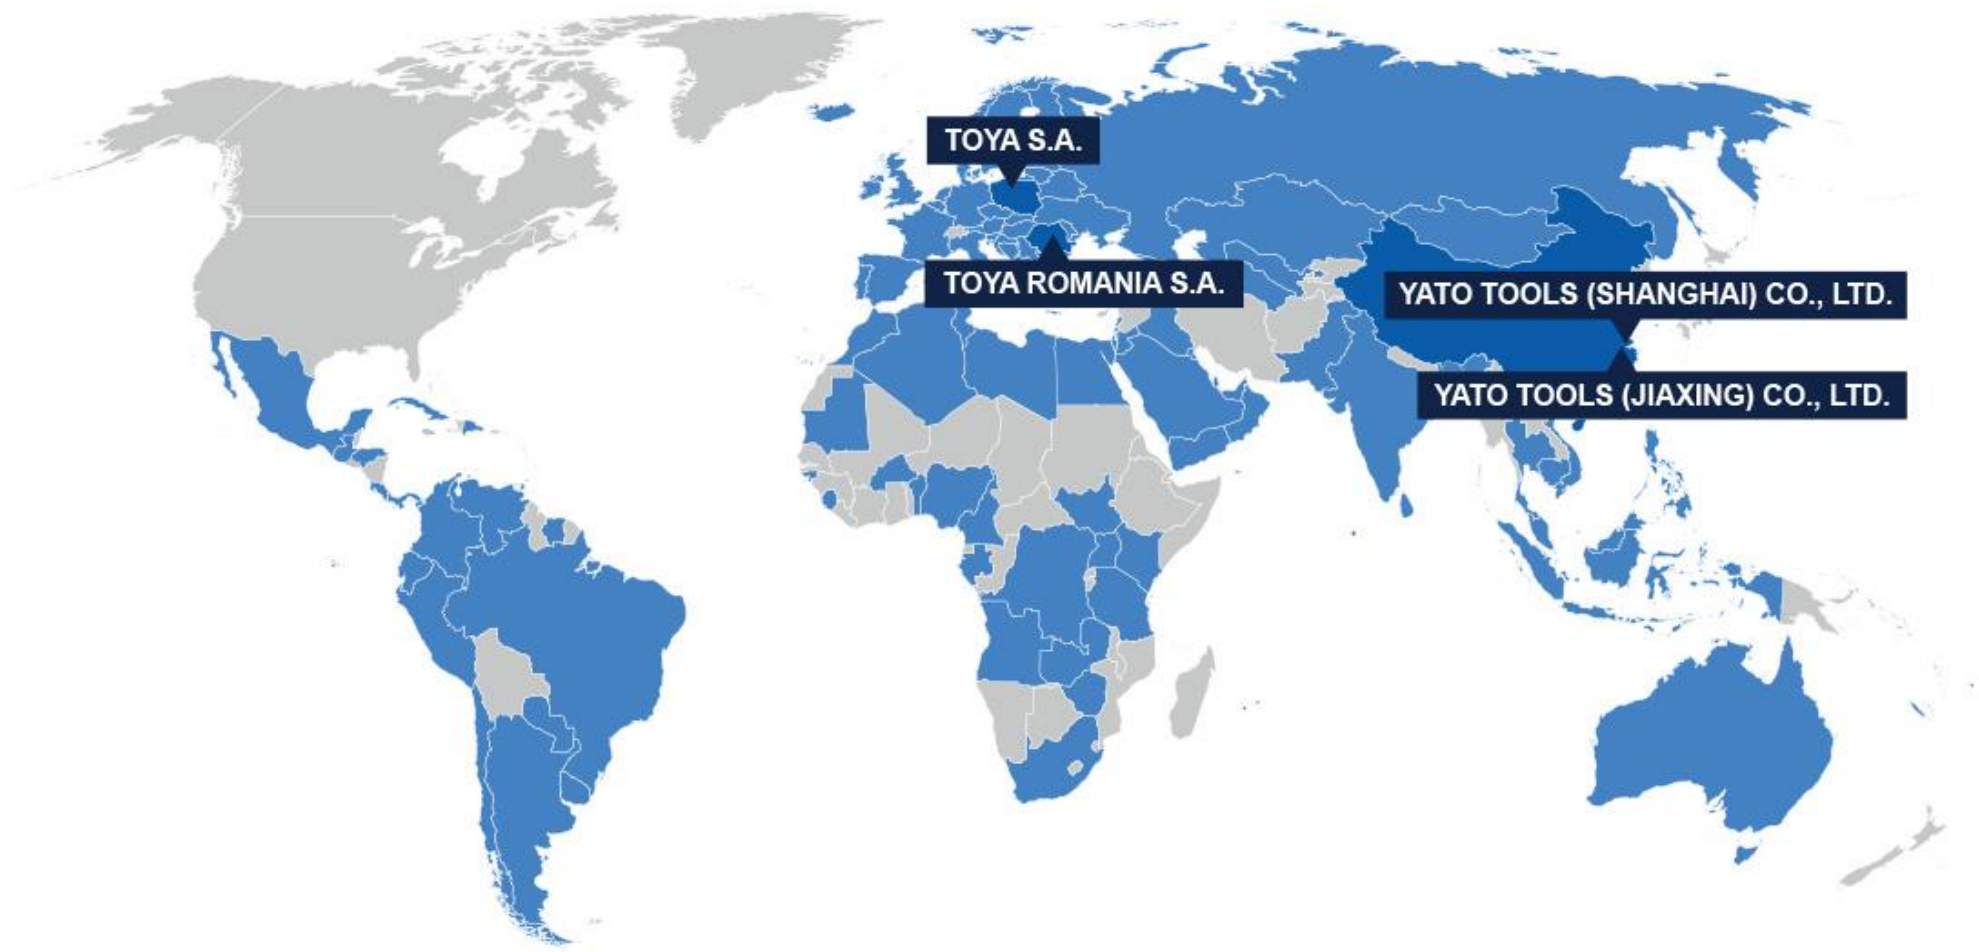 TOYA S.A.
TOYA ROMANIA S.A.
YATO TOOLS (SHANGHAI) CO., LTD.
YATO TOOLS (JIAXING) CO., LTD.